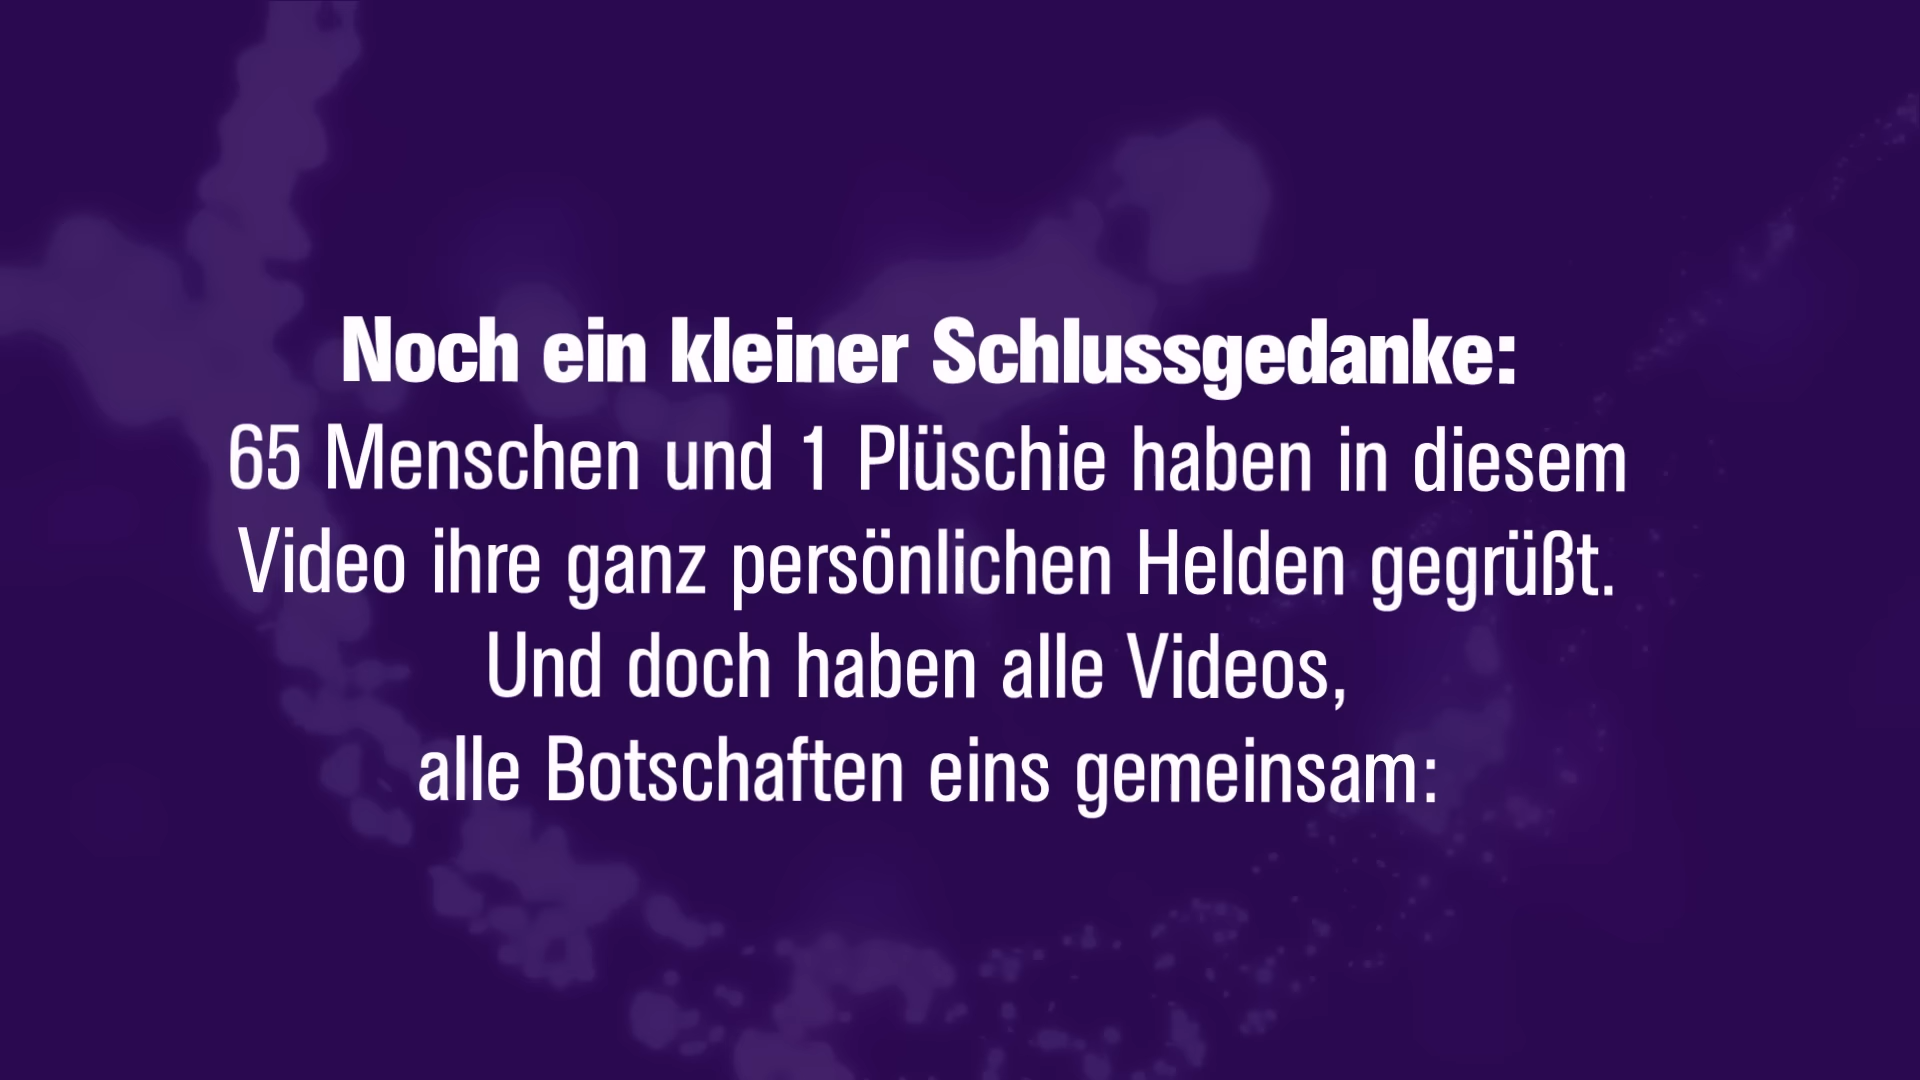 Noch ein kleiner Schlussgedanke:
65 Menschen und 1 Plüschie haben in diesem
Video ihre ganz persönlichen Helden gegrüßt.
Und doch haben alle Videos,
alle Botschaften eins gemeinsam: